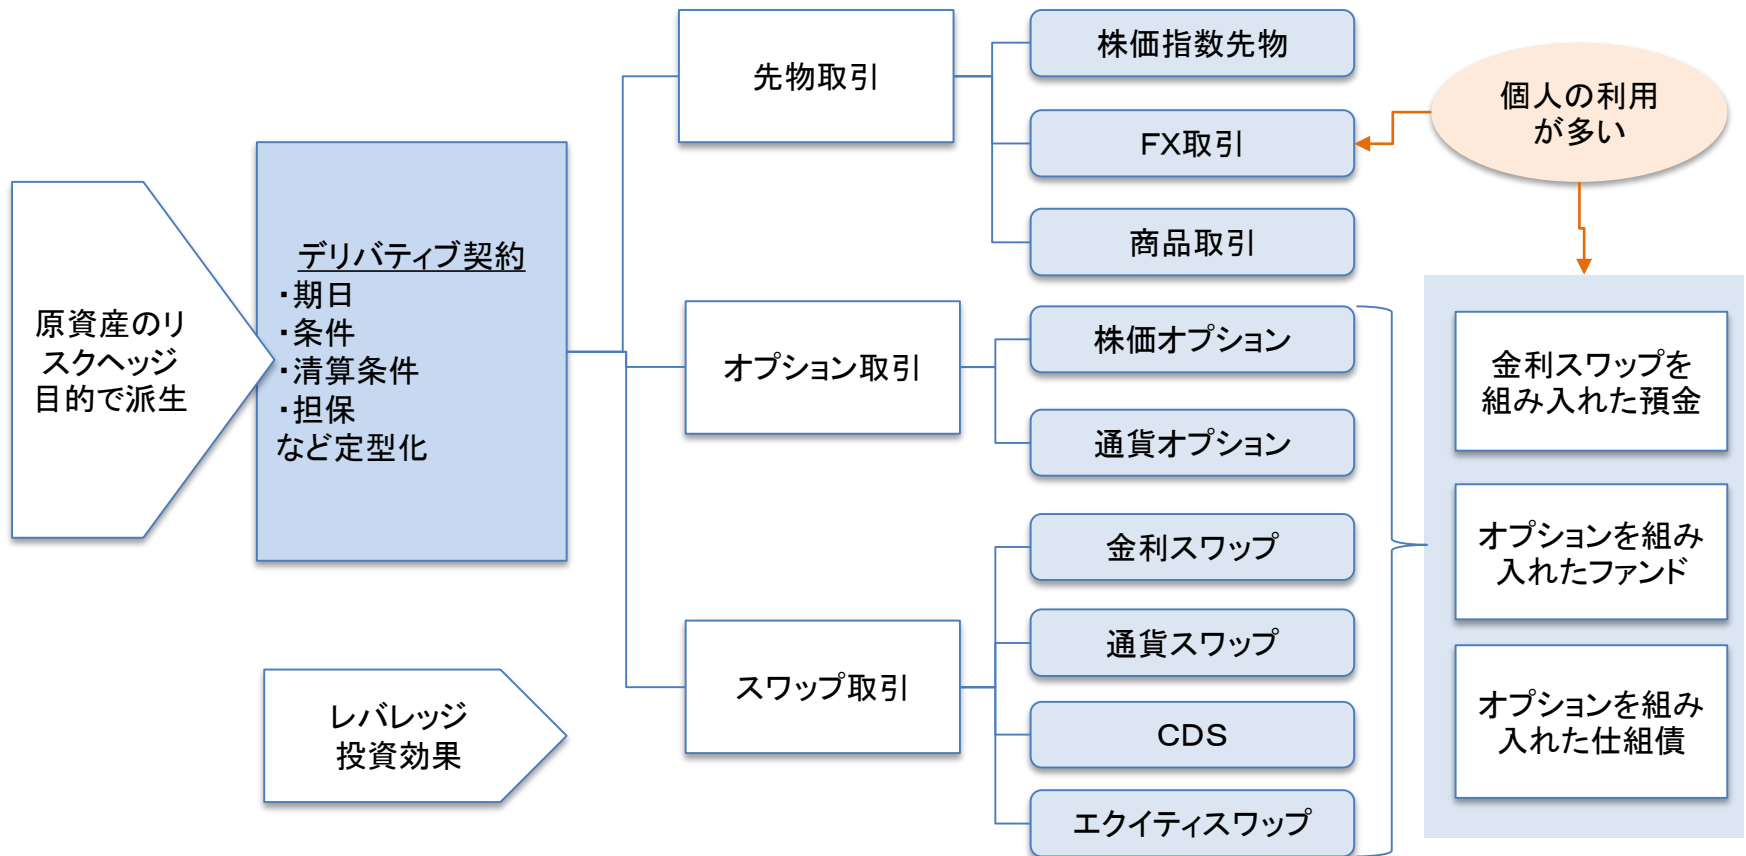 原資産のリ
スクヘッジ
目的で派生
デリバティブ契約
・期日
・条件
・清算条件
・担保
など定型化
レバレッジ
投資効果
先物取引
オプション取引
スワップ取引
株価指数先物
FX取引
商品取引
株価オプション
通貨オプション
金利スワップ
通貨スワップ
CDS
エクイティスワップ
個人の利用
が多い
金利スワップを
組み入れた預金
オプションを組み
入れたファンド
オプションを組み
入れた仕組債